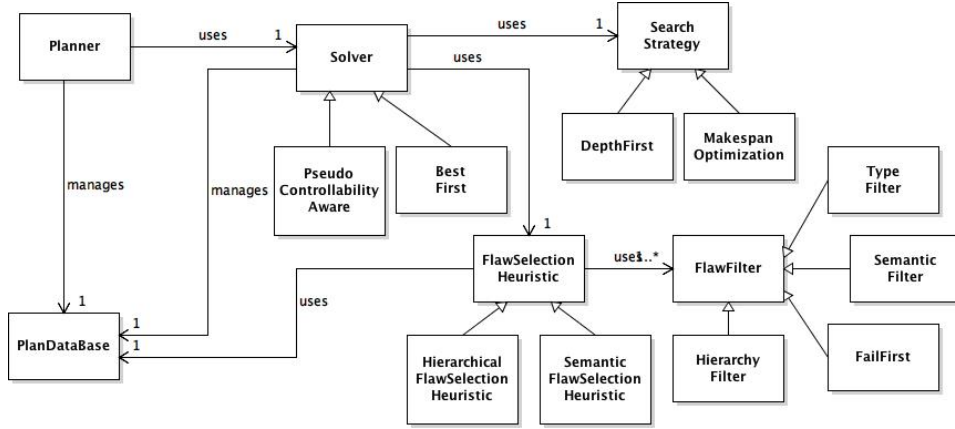 Planner
uses
1
Solver
uses
1
Search
Strategy
uses
DepthFirst
Makespan
Optimization
Pseudo
Controllability
Aware
Best
First
manages
manages
Type
Filter
1
FlawSelection
Heuristic
uses
1..*
FlawFilter
Semantic
Filter
uses
1
PlanDataBase
1
1
Hierarchical
FlawSelection
Heuristic
Semantic
FlawSelection
Heuristic
Hierarchy
Filter
FailFirst